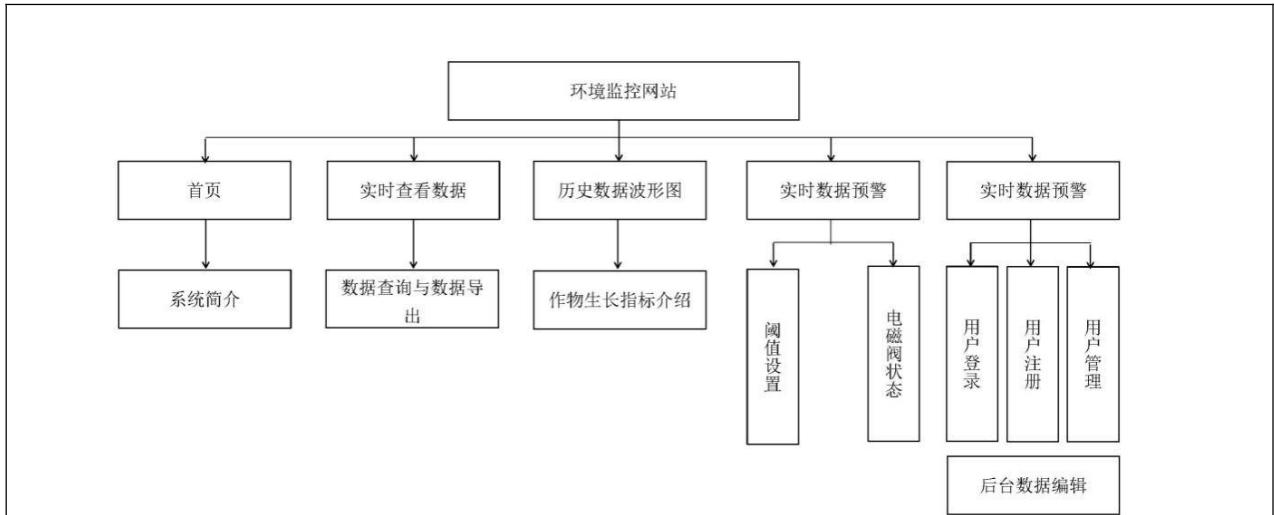 环境监控网站
首页
实时查看数据
历史数据波形图
实时数据预警
实时数据预警
系统简介
数据查询与数据导
出
作物生长指标介绍
阈值设置
电磁阀状态
用户登录
用户注册
用户管理
后台数据编辑